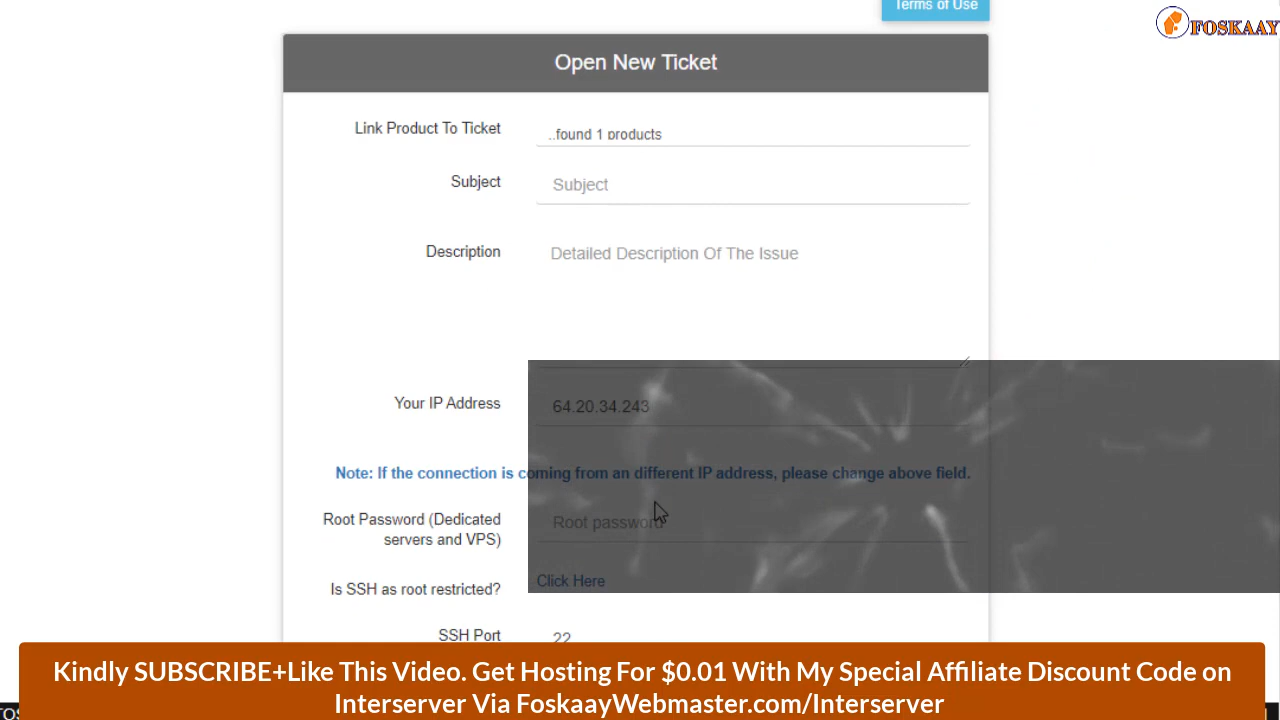 Terms of Use
FOSKAAY
Open New Ticket
Link Product To Ticket
..found 1 products
Subject
Subject
Description
Detailed Description Of The Issue
Your IP Address
64.20.34.243
Note: If the connection is coming from an different IP address, please change above field.
Root Password (Dedicated
servers and VPS)
Root password
Is SSH as root restricted?
Click Here
SSH Port
22
Kindly SUBSCRIBE+Like This Video. Get Hosting For $0.01 With My Special Affiliate Discount Code on
Interserver Via FoskaayWebmaster.com/Interserver